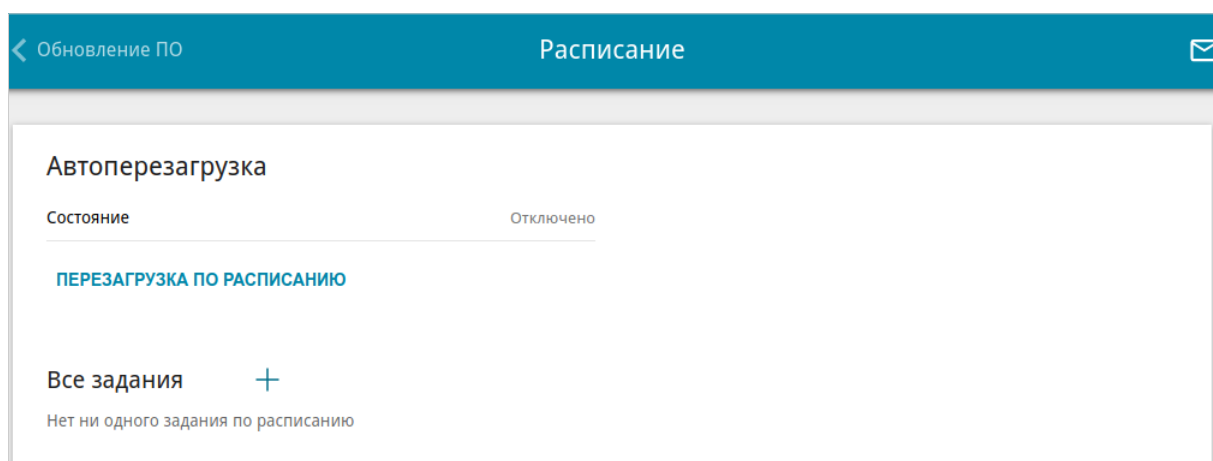 Обновление ПО
Расписание
Автоперезагрузка
Состояние Отключено
ПЕРЕЗАГРУЗКА ПО РАСПИСАНИЮ
Все задания
Нет ни одного задания по расписанию